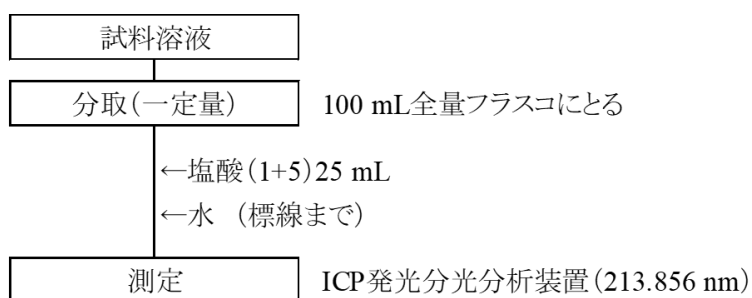 試料溶液
分取(一定量) 100 mL全量フラスコにとる
←塩酸(1+5)25 mL
←水 (標線まで)
測定 ICP発光分光分析装置(213.856 nm)